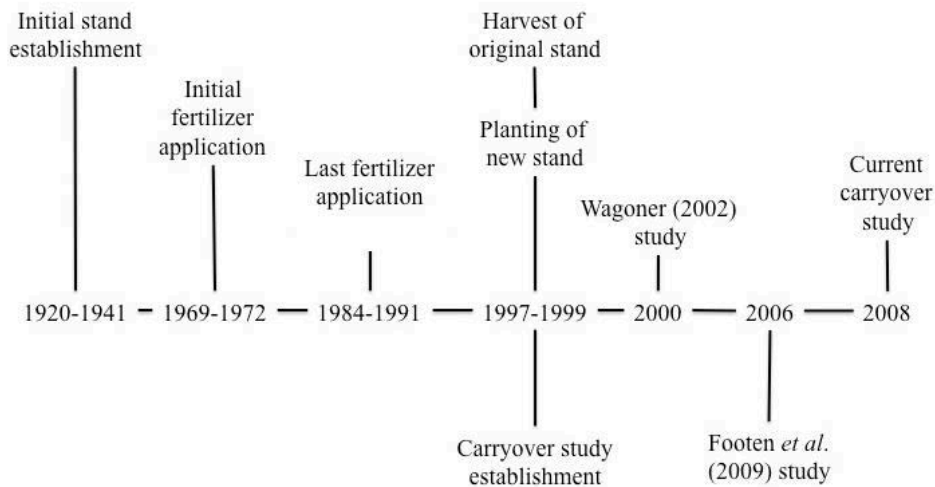 Initial stand
establishment
Initial
fertilizer
application
Last fertilizer
application
Harvest of
original stand
Planting of
new stand
Wagoner (2002)
study
Current
carryover
study
1920-1941
1969-1972
1984-1991
1997-1999
2000
2006
2008
Carryover study
establishment
Footen et al.
(2009) study